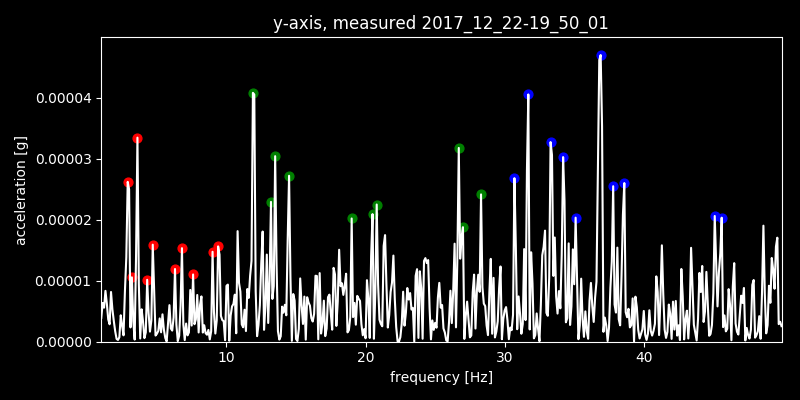 y-axis, measured 2017_12_22-19_50_01
acceleration [g]
0.00004
0.00003
0.00002
0.00001
0.00000
10 20 30 40
frequency [Hz]